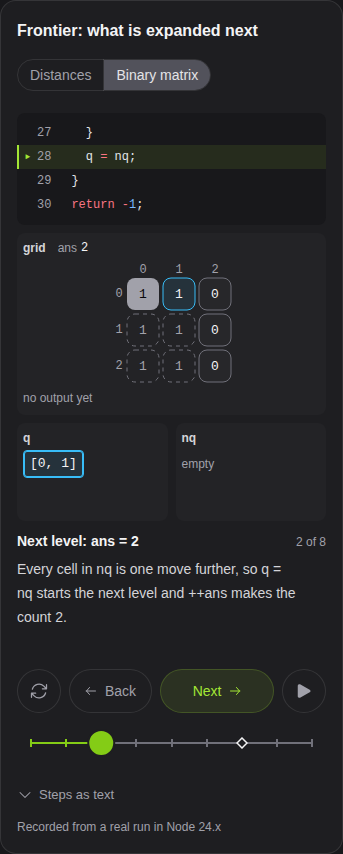 Frontier: what is expanded next
Distances Binary matrix
27 }
28 q = nq;
29 }
30 return -1;
grid ans 2
0 1 2
0 1 1 0
1 1 1 0
2 1 1 0
no output yet
q nq
[0, 1] empty
Next level: ans = 2 2 of 8
Every cell in nq is one move further, so q =
nq starts the next level and ++ans makes the
count 2.
Back Next
Steps as text
Recorded from a real run in Node 24.x